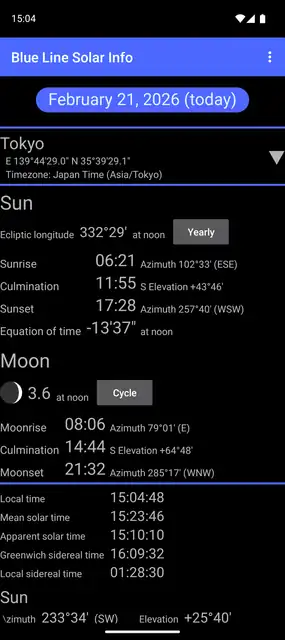 15:04
Blue Line Solar Info
February 21, 2026 (today)
Tokyo
E 139°44'29.0" N 35°39'29.1"
Timezone: Japan Time (Asia/Tokyo)
Sun
Ecliptic longitude 332°29' at noon Yearly
Sunrise 06:21 Azimuth 102°33' (ESE)
Culmination 11:55 S Elevation +43°46'
Sunset 17:28 Azimuth 257°40' (WSW)
Equation of time -13'37" at noon
Moon
3.6 at noon Cycle
Moonrise 08:06 Azimuth 79°01' (E)
Culmination 14:44 S Elevation +64°48'
Moonset 21:32 Azimuth 285°17' (WNW)
Local time 15:04:48
Mean solar time 15:23:46
Apparent solar time 15:10:10
Greenwich sidereal time 16:09:32
Local sidereal time 01:28:30
Sun
Azimuth 233°34' (SW) Elevation +25°40'